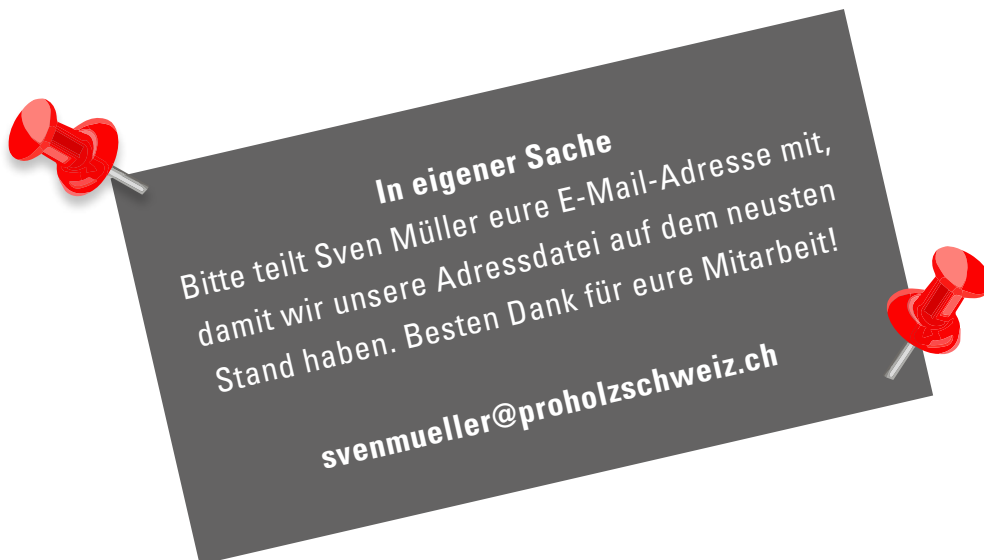 In eigener Sache
Bitte teilt Sven Müller eure E-Mail-Adresse mit,
damit wir unsere Adressdatei auf dem neusten
Stand haben. Besten Dank für eure Mitarbeit!
svenmueller@proholzschweiz.ch